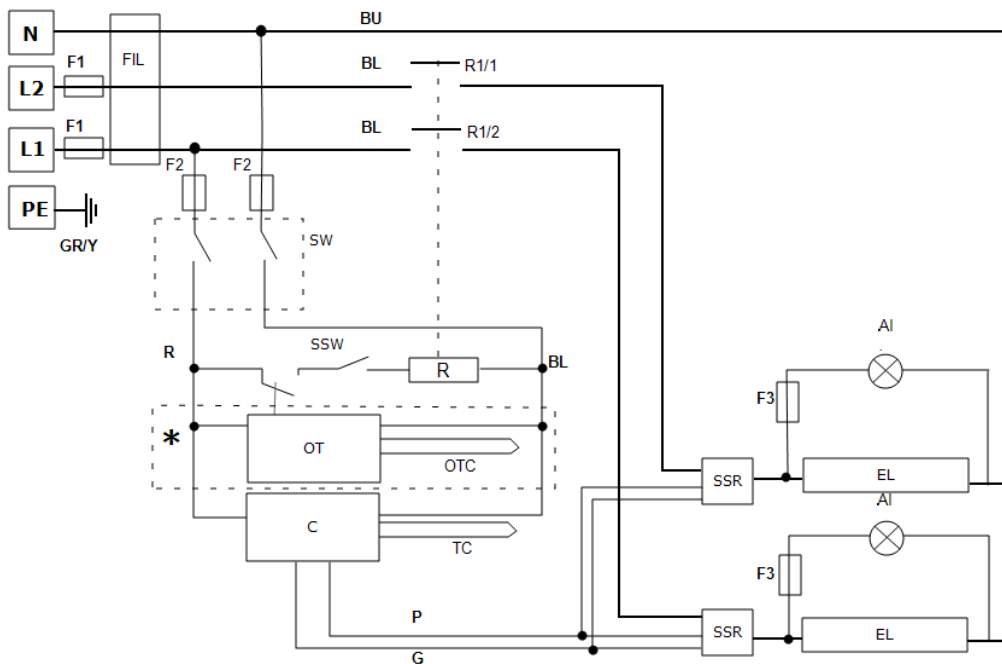 N
BU
F1
FIL
L2
BL
R1/1
F1
L1
BL
R1/2
F2
F2
PE
GR/Y
SW
R
SSW
R
BL
AI
F3
*
OT
OTC
SSR
EL
C
TC
AI
F3
P
SSR
EL
G